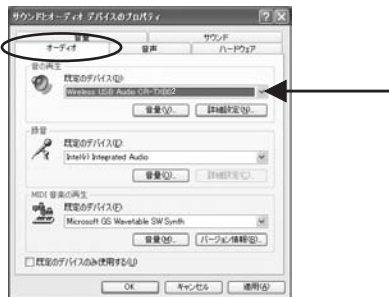 サウンドとオーディオ デバイスのプロパティ
音量 サウンド
オーディオ 音声 ハードウェア
音の再生
既定のデバイス(D):
Wireless USB Audio CR-TXB62
音量(V)... 詳細設定(N)...
録音
既定のデバイス(D):
Intel(r) Integrated Audio
音量(O)...
MIDI 音楽の再生
既定のデバイス(F):
Microsoft GS Wavetable SW Synth
音量(M)... バージョン情報(B)...
既定のデバイスのみ使用する(U)
OK キャンセル 適用(A)